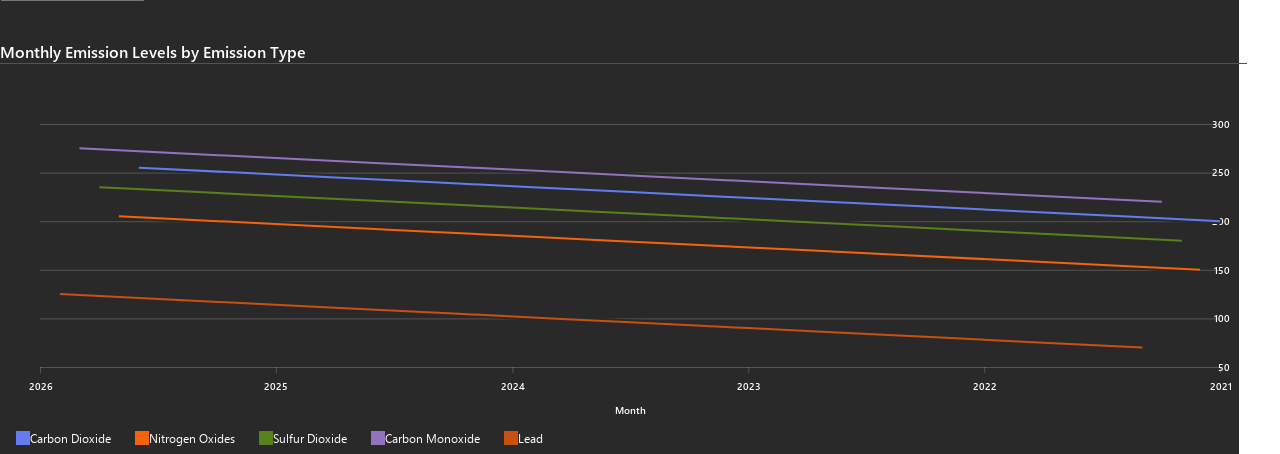 Monthly Emission Levels by Emission Type
300
250
200
150
100
50
2026 2025 2024 2023 2022 2021
Month
Carbon Dioxide Nitrogen Oxides Sulfur Dioxide Carbon Monoxide Lead